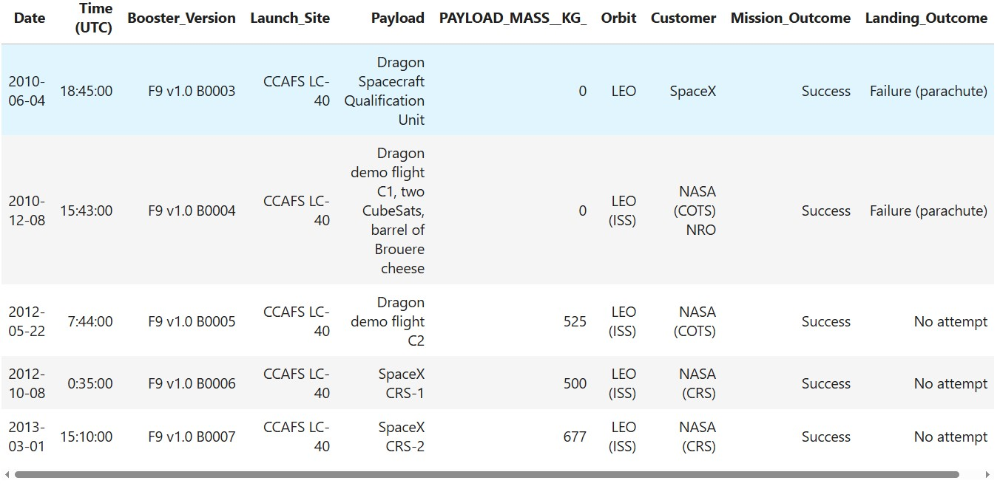 Date Time (UTC) Booster_Version Launch_Site Payload PAYLOAD_MASS__KG_ Orbit Customer Mission_Outcome Landing_Outcome
2010-06-04 18:45:00 F9 v1.0 B0003 CCAFS LC-40 Dragon Spacecraft Qualification Unit 0 LEO SpaceX Success Failure (parachute)
2010-12-08 15:43:00 F9 v1.0 B0004 CCAFS LC-40 Dragon demo flight C1, two CubeSats, barrel of Brouere cheese 0 LEO (ISS) NASA (COTS) NRO Success Failure (parachute)
2012-05-22 7:44:00 F9 v1.0 B0005 CCAFS LC-40 Dragon demo flight C2 525 LEO (ISS) NASA (COTS) Success No attempt
2012-10-08 0:35:00 F9 v1.0 B0006 CCAFS LC-40 SpaceX CRS-1 500 LEO (ISS) NASA (CRS) Success No attempt
2013-03-01 15:10:00 F9 v1.0 B0007 CCAFS LC-40 SpaceX CRS-2 677 LEO (ISS) NASA (CRS) Success No attempt